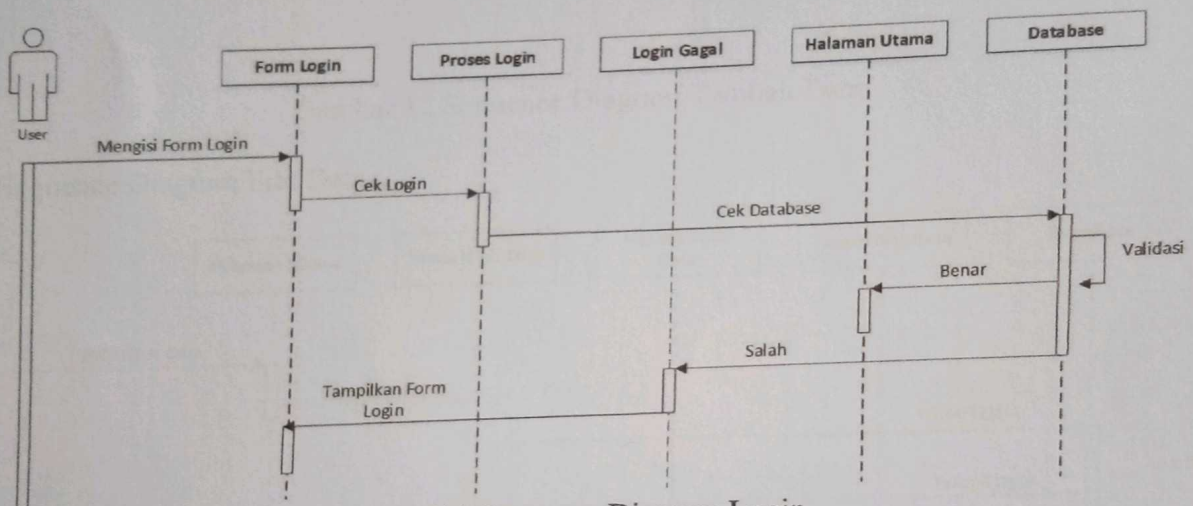 Form Login
Proses Login
Login Gagal
Halaman Utama
Database
User
Mengisi Form Login
Cek Login
Cek Database
Validasi
Benar
Salah
Tampilkan Form
Login
Login